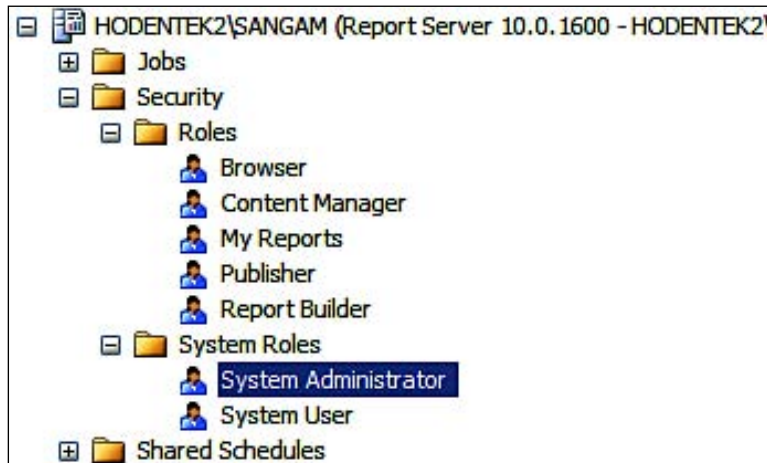 HODENTEK2\SANGAM (Report Server 10.0.1600 - HODENTEK2\
Jobs
Security
Roles
Browser
Content Manager
My Reports
Publisher
Report Builder
System Roles
System Administrator
System User
Shared Schedules